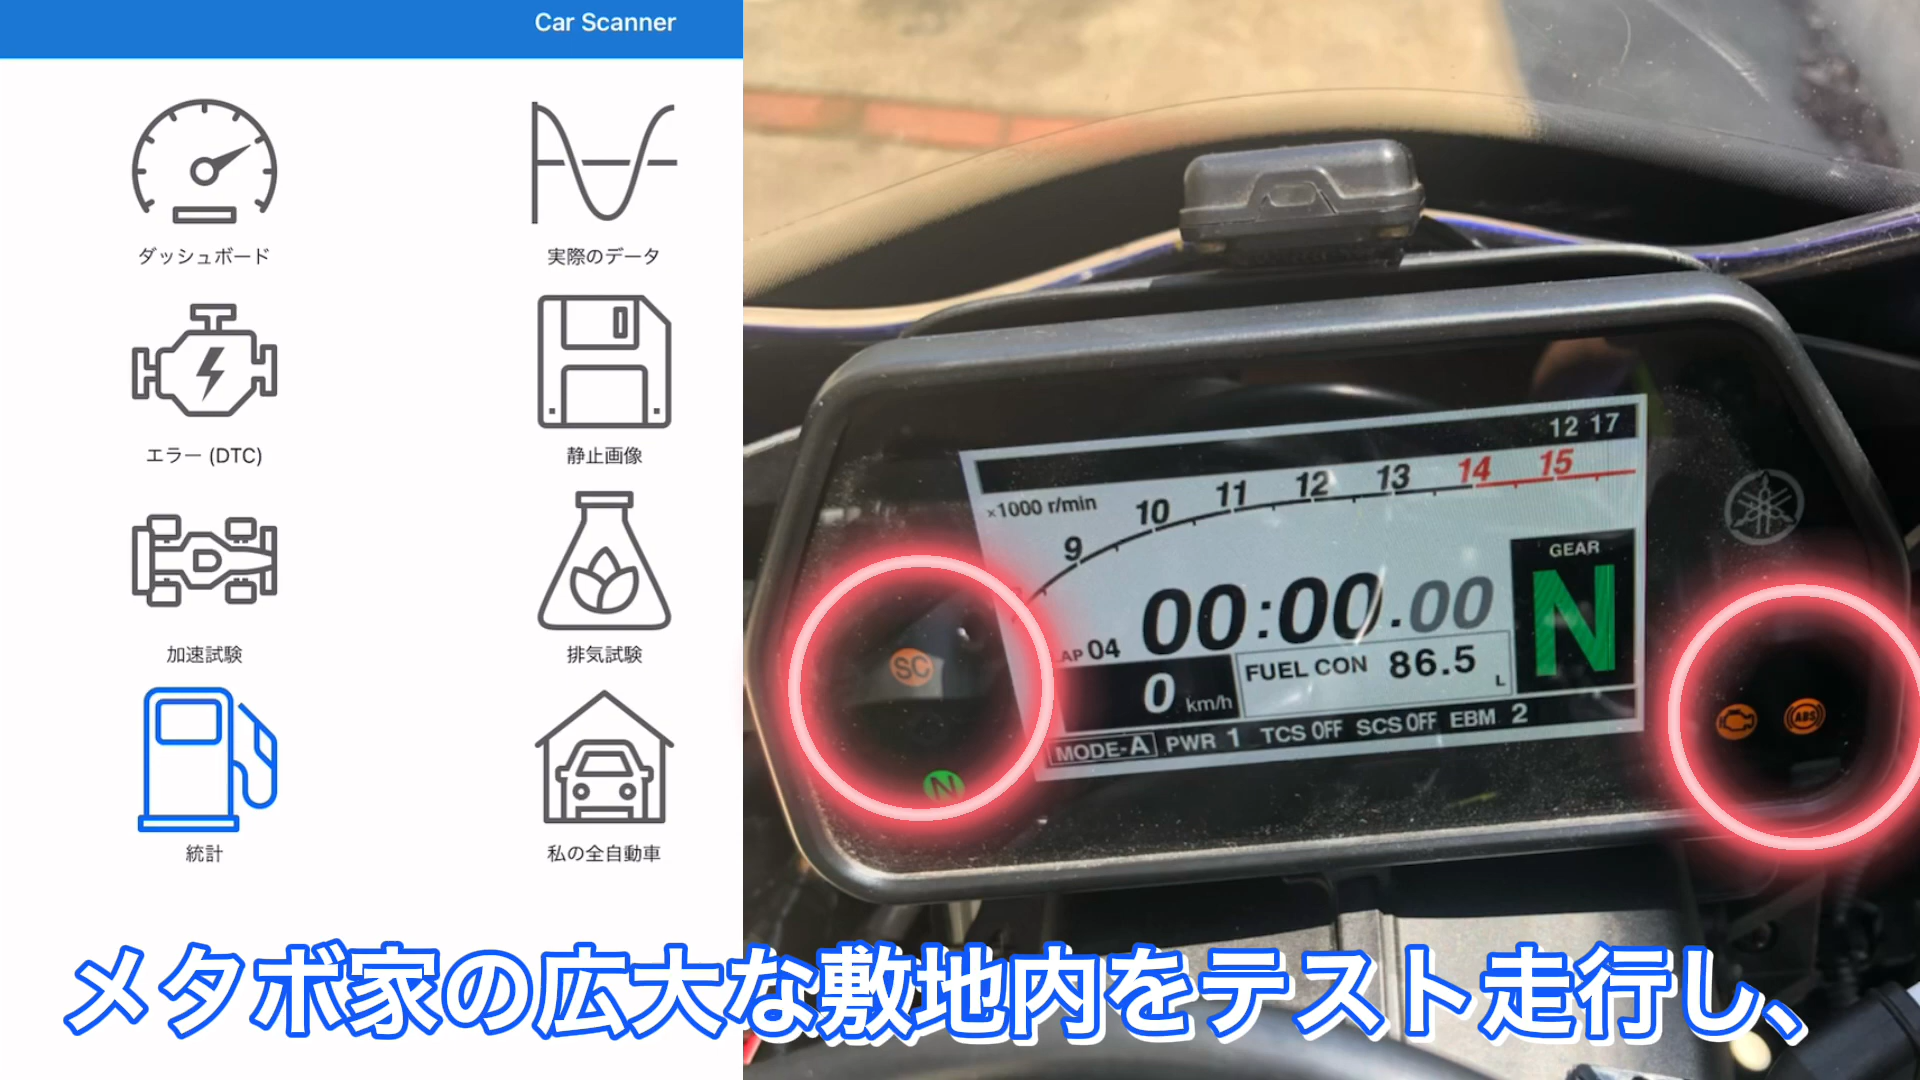 Car Scanner
ダッシュボード
実際のデータ
エラー (DTC)
静止画像
加速試験
排気試験
統計
私の全自動車
12 17
×1000 r/min
9 10 11 12 13 14 15
GEAR
N
00:00.00
04
0 km/h
FUEL CON 86.5 L
MODE-A PWR 1 TCS OFF SCS OFF EBM 2
SC
N
ABS
メタボ家の広大な敷地内をテスト走行し、